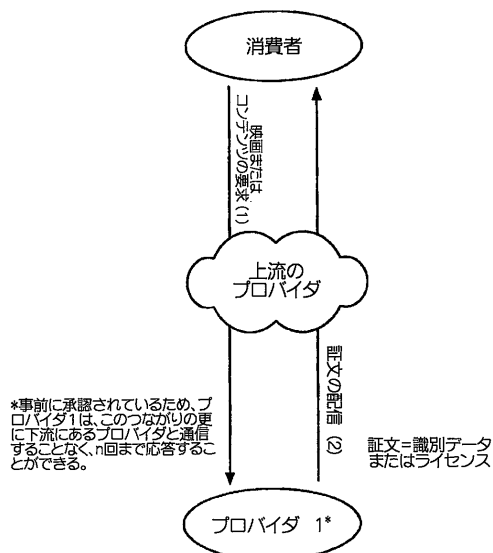 消費者
映画または
コンテンツの要求 (1)
上流の
プロバイダ
証文の配信 (2)
*事前に承認されているため、プ
ロバイダ1は、このつながりの更
に下流にあるプロバイダと通信
することなく、n回まで応答するこ
とができる。
証文=識別データ
またはライセンス
プロバイダ 1*